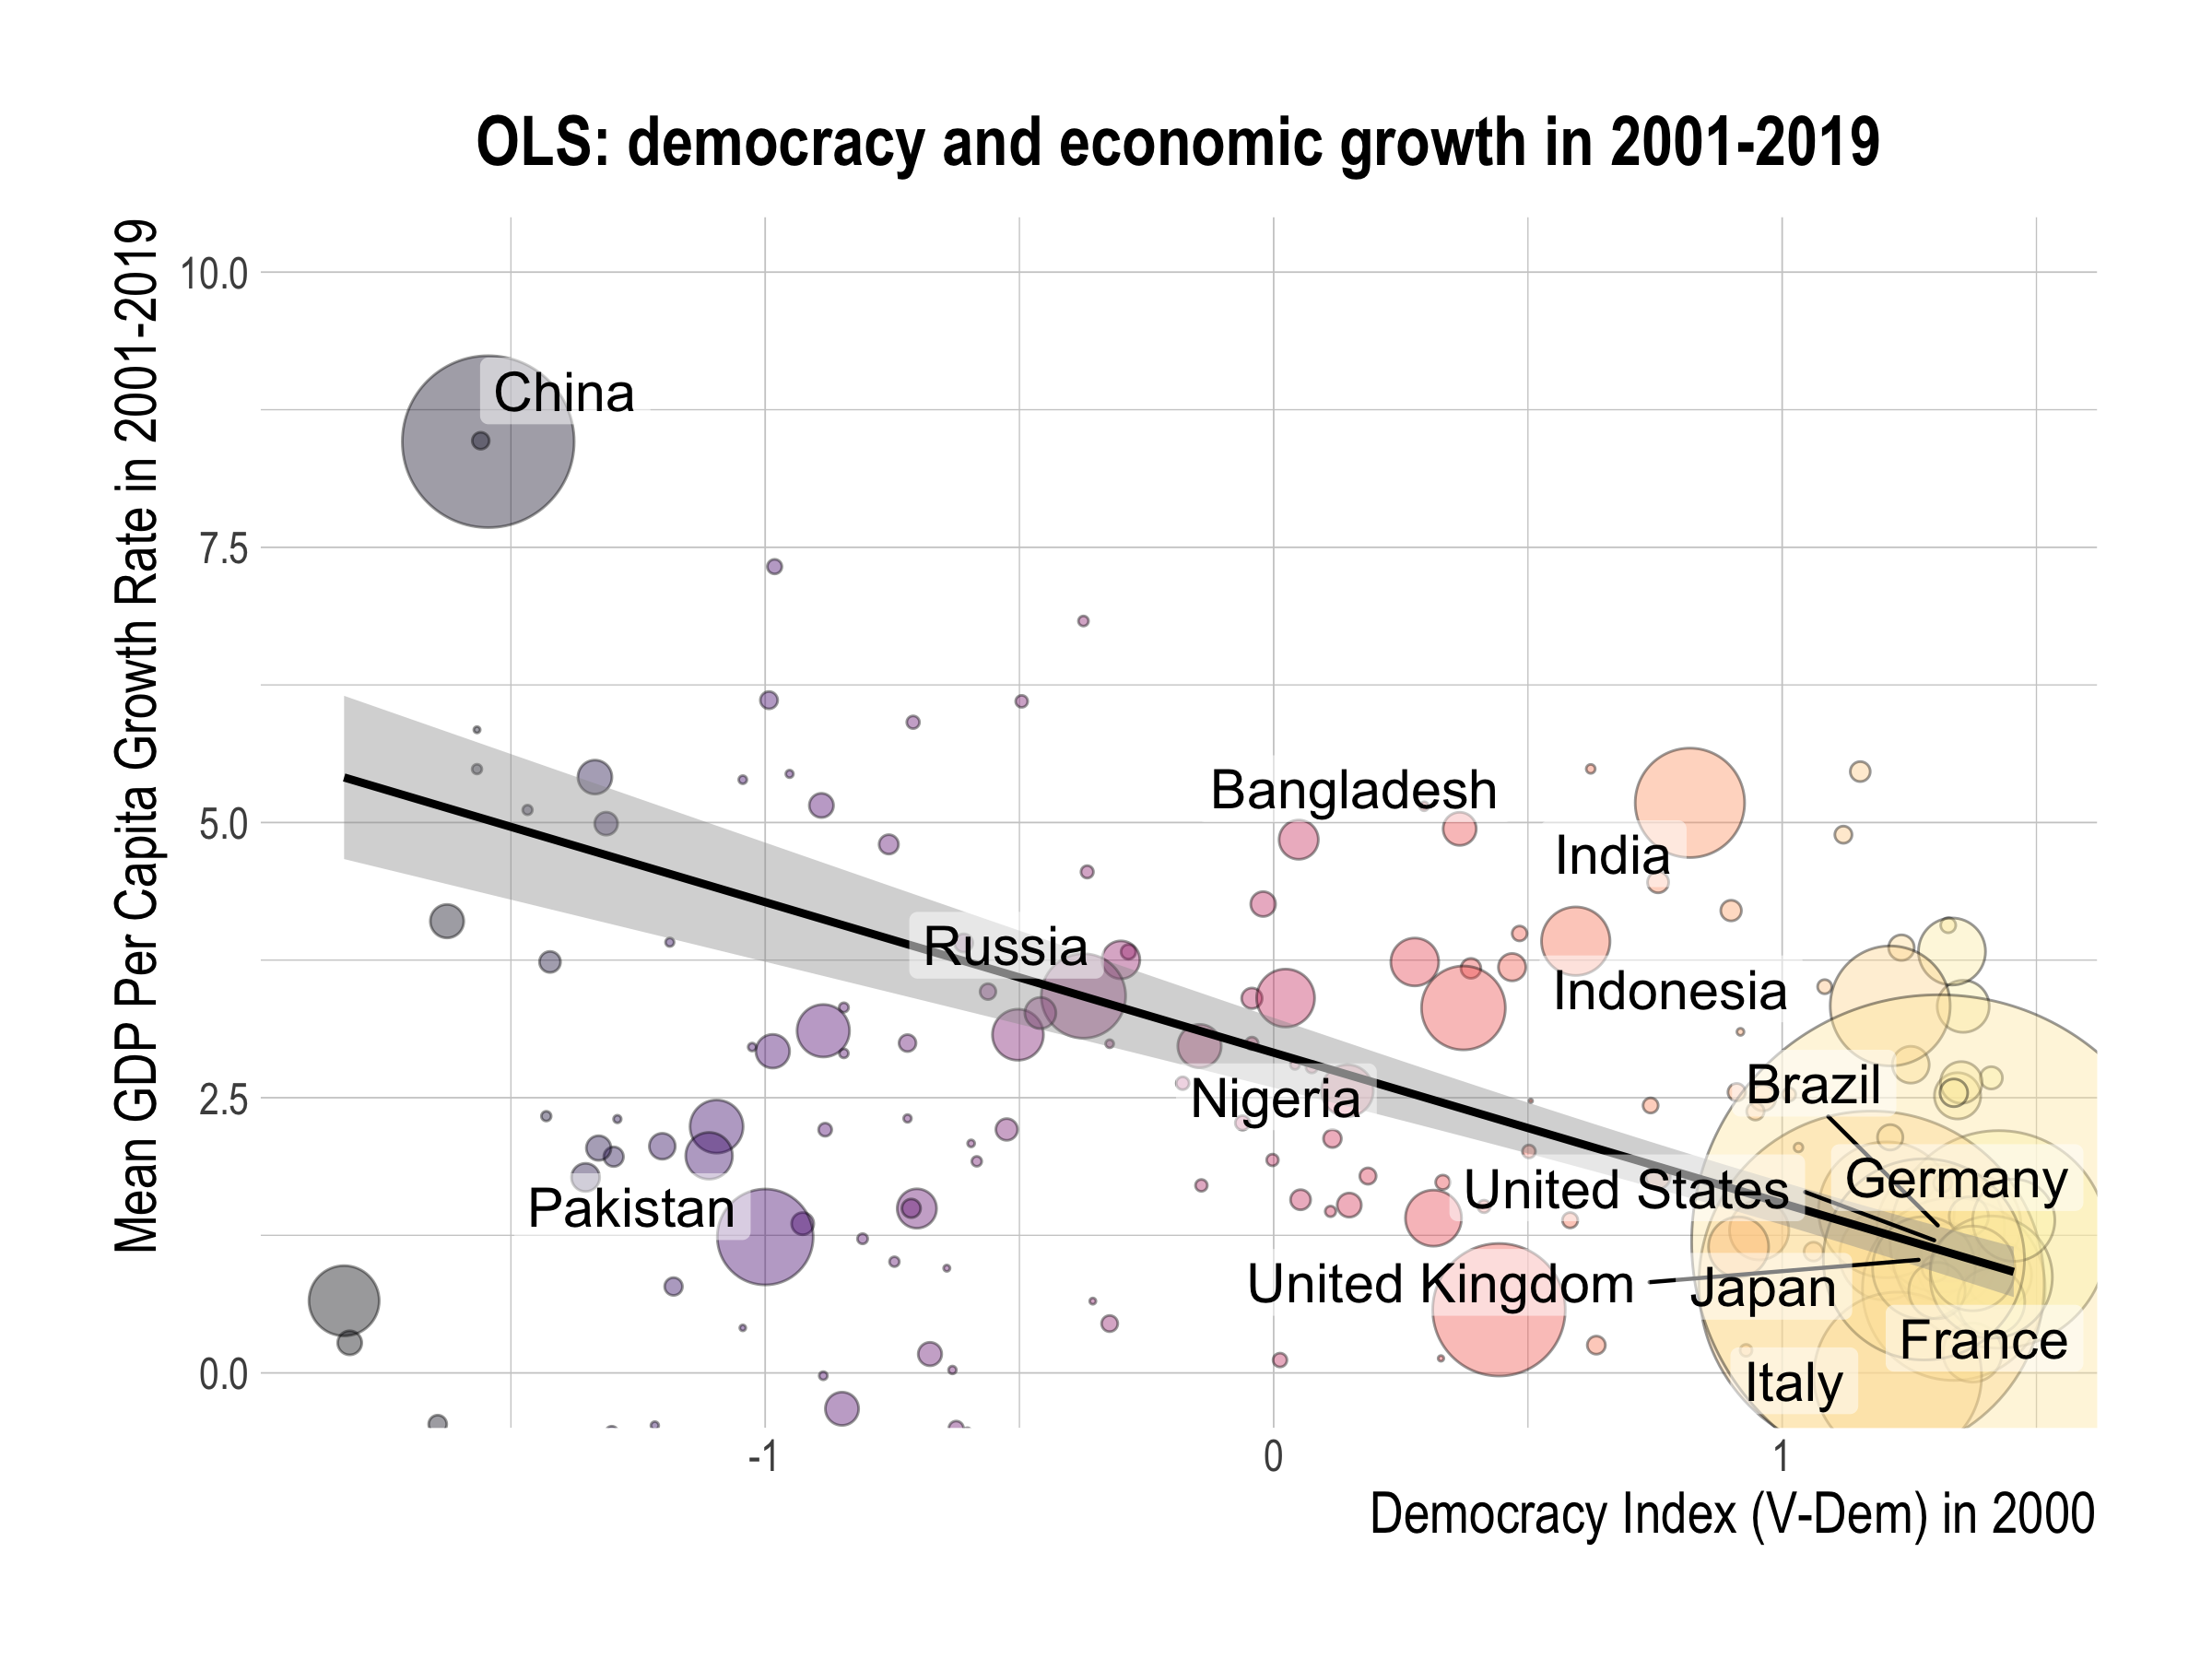 OLS: democracy and economic growth in 2001-2019
Mean GDP Per Capita Growth Rate in 2001-2019
10.0
7.5
5.0
2.5
0.0
China
Bangladesh
India
Russia
Indonesia
Nigeria
Brazil
Pakistan
United States
Germany
United Kingdom
Japan
France
Italy
-1
0
1
Democracy Index (V-Dem) in 2000